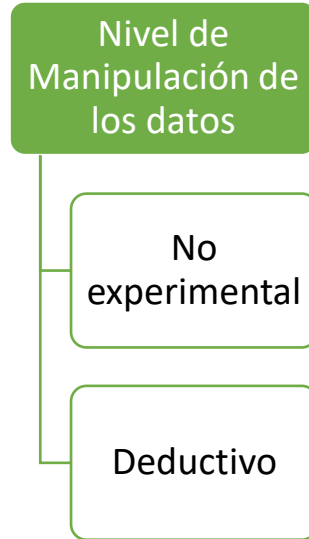 Nivel de
Manipulación de
los datos
No
experimental
Deductivo